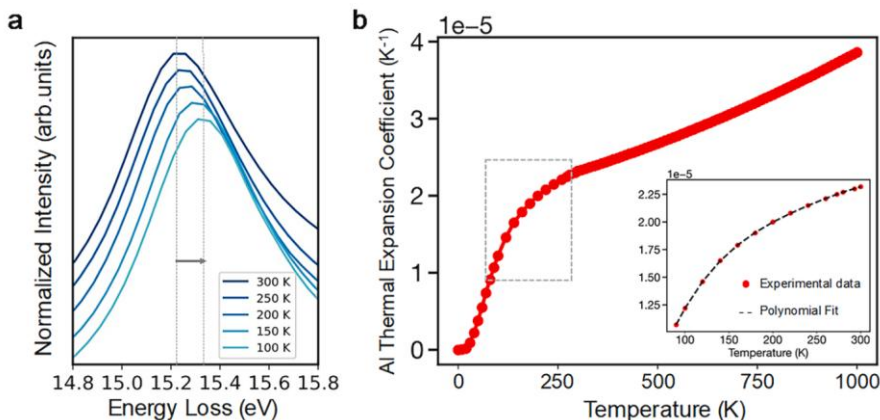 a
Normalized Intensity (arb.units)
300 K
250 K
200 K
150 K
100 K
14.8 15.0 15.2 15.4 15.6 15.8
Energy Loss (eV)
b
1e−5
Al Thermal Expansion Coefficient (K⁻¹)
4
3
2
1
0
0 250 500 750 1000
Temperature (K)
1e−5
2.25
2.00
1.75
1.50
1.25
Experimental data
Polynomial Fit
100 150 200 250 300
Temperature (K)